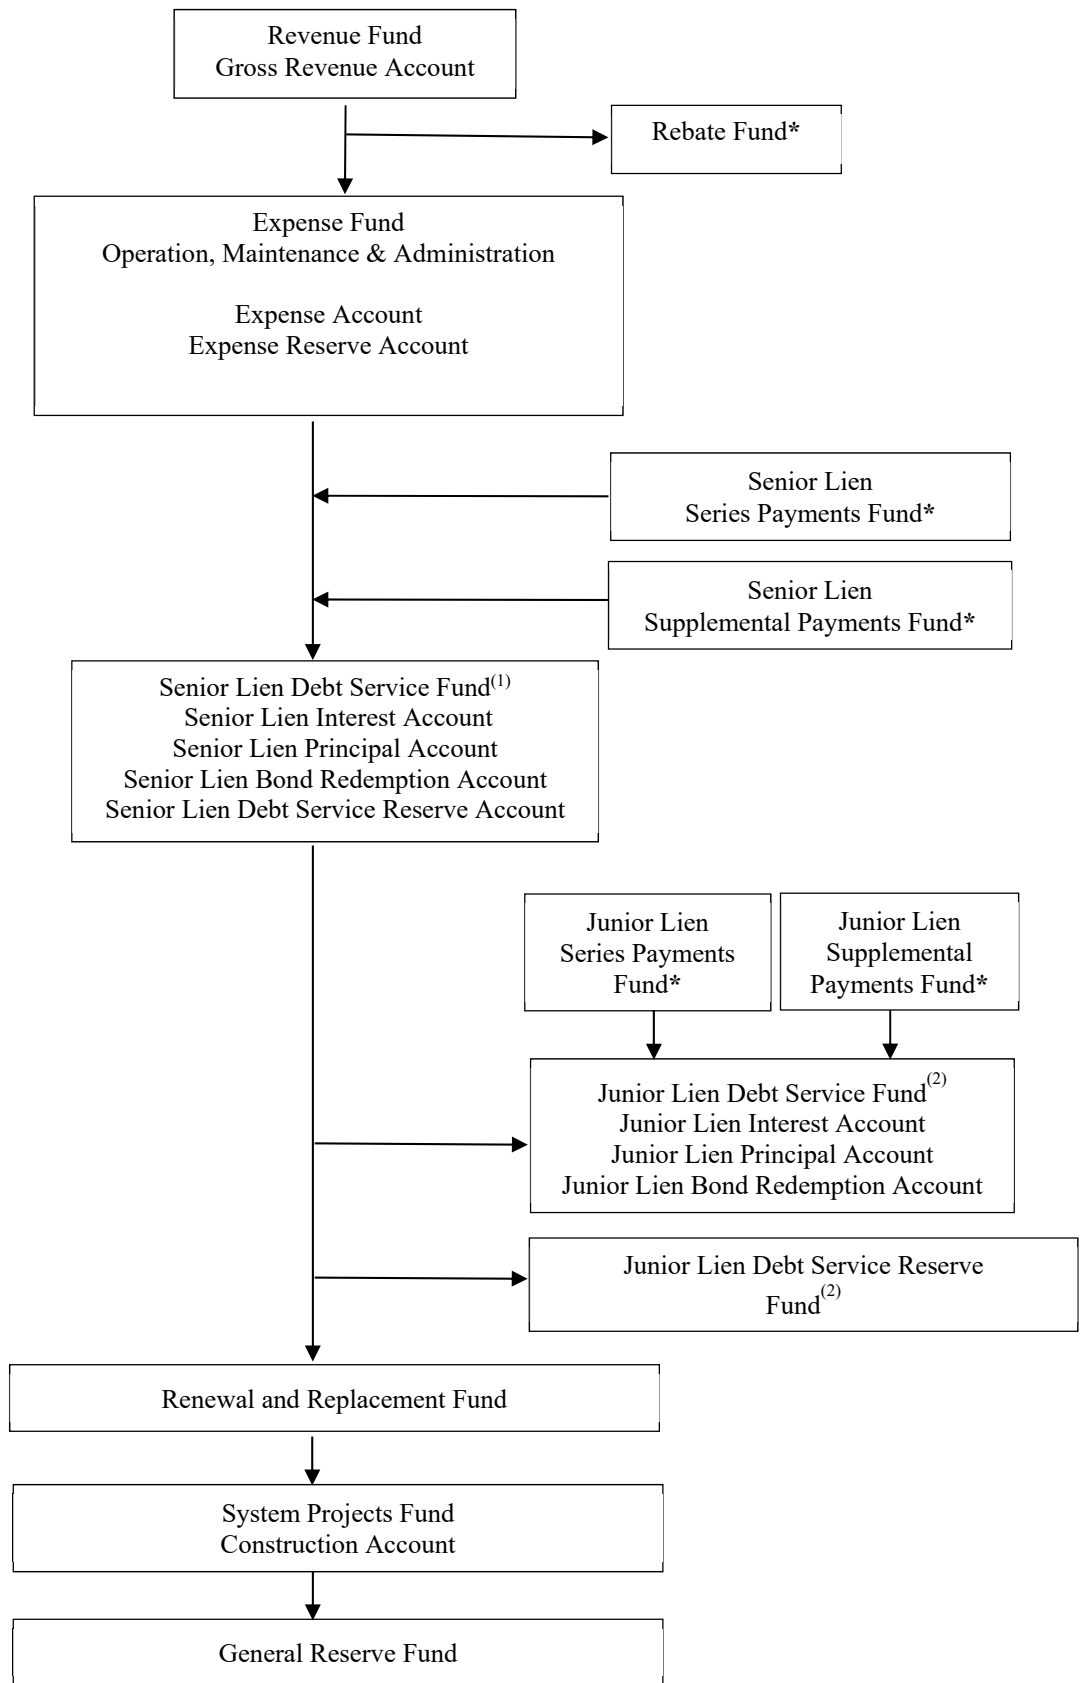 Revenue Fund
Gross Revenue Account
Rebate Fund*
Expense Fund
Operation, Maintenance & Administration
Expense Account
Expense Reserve Account
Senior Lien
Series Payments Fund*
Senior Lien
Supplemental Payments Fund*
Senior Lien Debt Service Fund(1)
Senior Lien Interest Account
Senior Lien Principal Account
Senior Lien Bond Redemption Account
Senior Lien Debt Service Reserve Account
Junior Lien
Series Payments
Fund*
Junior Lien
Supplemental
Payments Fund*
Junior Lien Debt Service Fund(2)
Junior Lien Interest Account
Junior Lien Principal Account
Junior Lien Bond Redemption Account
Junior Lien Debt Service Reserve
Fund(2)
Renewal and Replacement Fund
System Projects Fund
Construction Account
General Reserve Fund